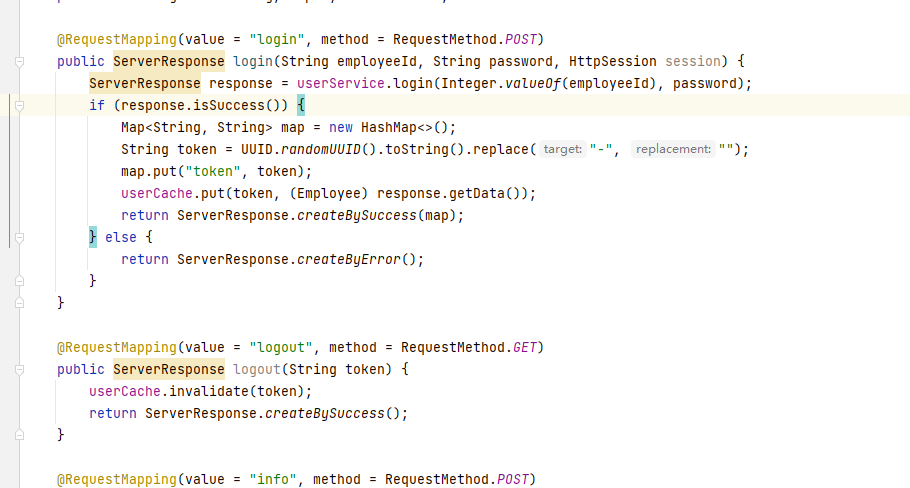 @RequestMapping(value = "login", method = RequestMethod.POST)
public ServerResponse login(String employeeId, String password, HttpSession session) {
ServerResponse response = userService.login(Integer.valueOf(employeeId), password);
if (response.isSuccess()) {
Map<String, String> map = new HashMap<>();
String token = UUID.randomUUID().toString().replace( target: "-", replacement: "");
map.put("token", token);
userCache.put(token, (Employee) response.getData());
return ServerResponse.createBySuccess(map);
} else {
return ServerResponse.createByError();
}
}
@RequestMapping(value = "logout", method = RequestMethod.GET)
public ServerResponse logout(String token) {
userCache.invalidate(token);
return ServerResponse.createBySuccess();
}
@RequestMapping(value = "info", method = RequestMethod.POST)